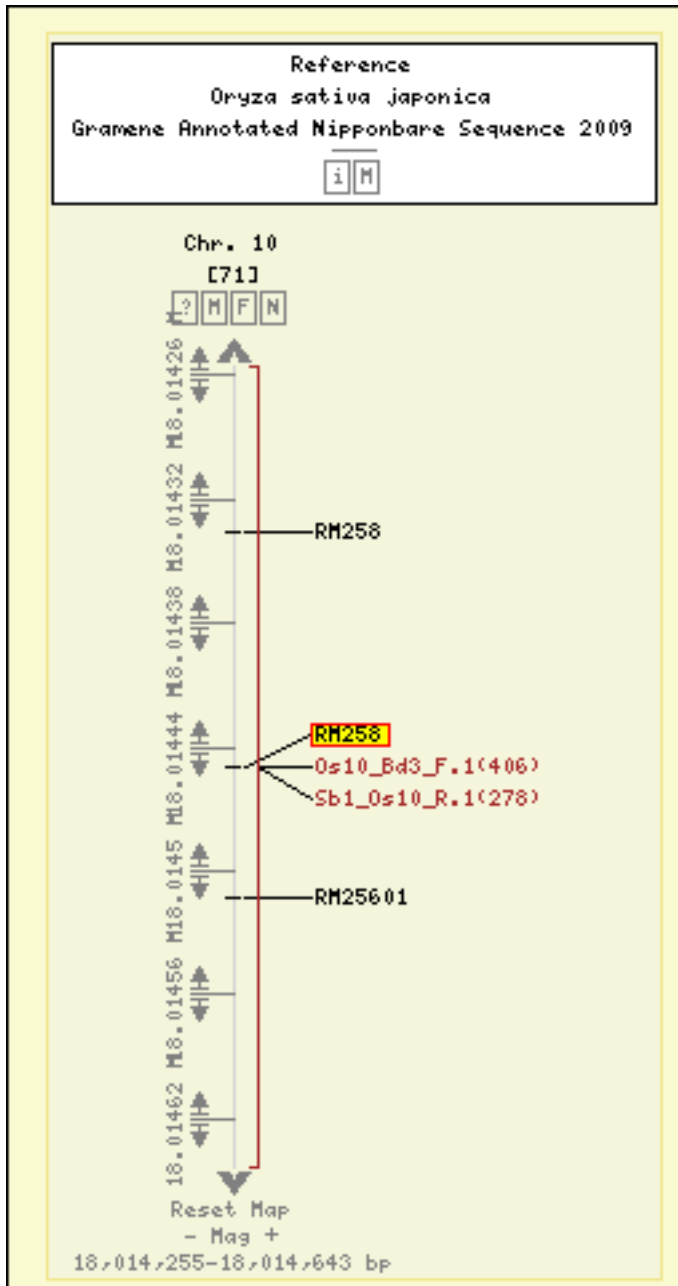 Reference
Oryza sativa japonica
Gramene Annotated Nipponbare Sequence 2009
i M
Chr. 10
[71]
? M F N
M18.01426 M
M18.01432
RM258
M18.01438
RM258
M18.01444
Os10_Bd3_F.1(406)
Sb1_Os10_R.1(278)
M18.0145
RM25601
M18.01456
18.01462
Reset Map
- Mag +
18,014,255-18,014,643 bp